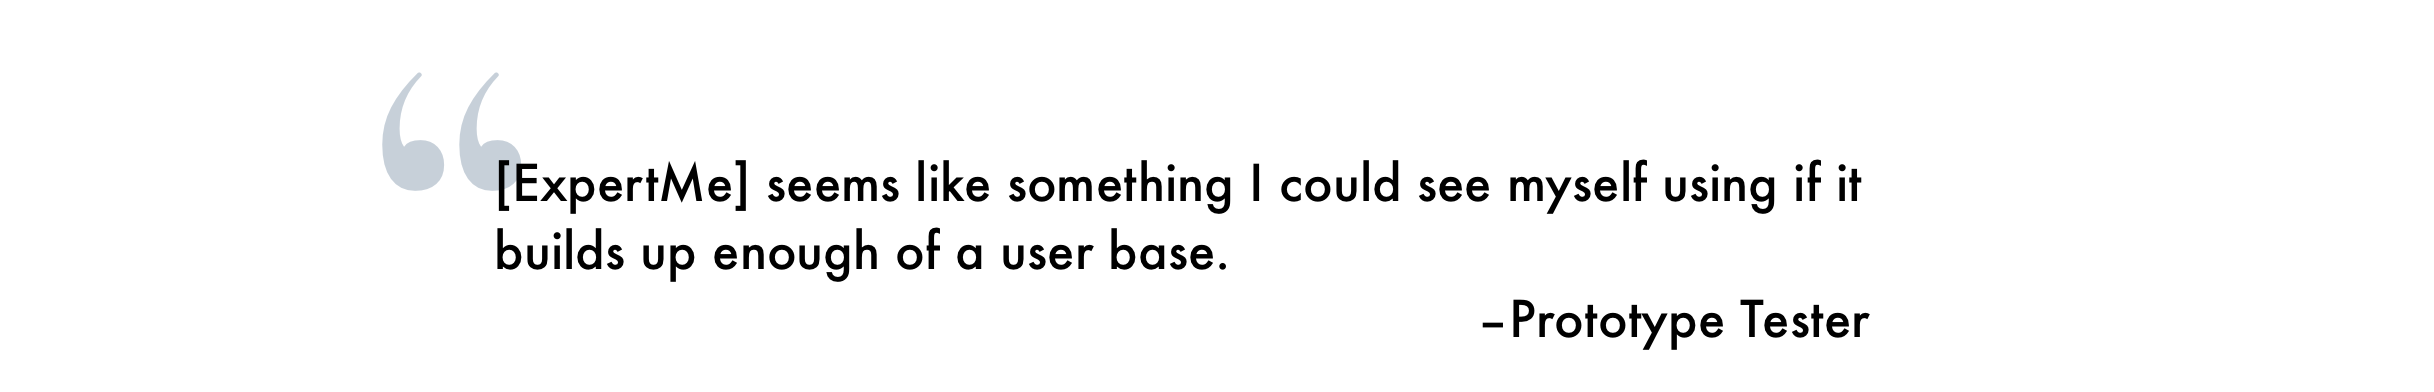 “
[ExpertMe] seems like something I could see myself using if it
builds up enough of a user base.
–Prototype Tester